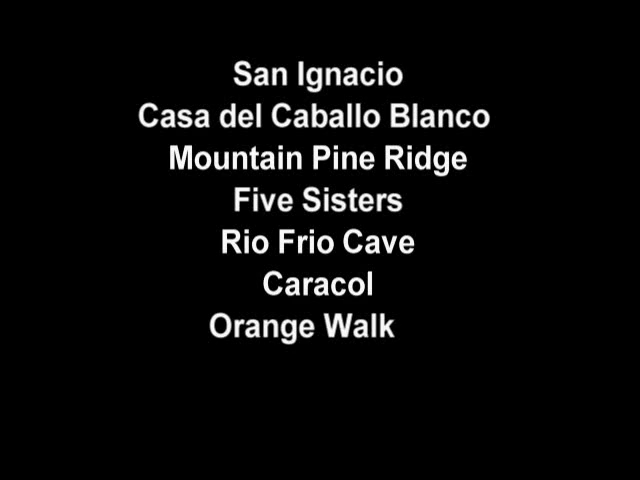 San Ignacio
Casa del Caballo Blanco
Mountain Pine Ridge
Five Sisters
Rio Frio Cave
Caracol
Orange Walk